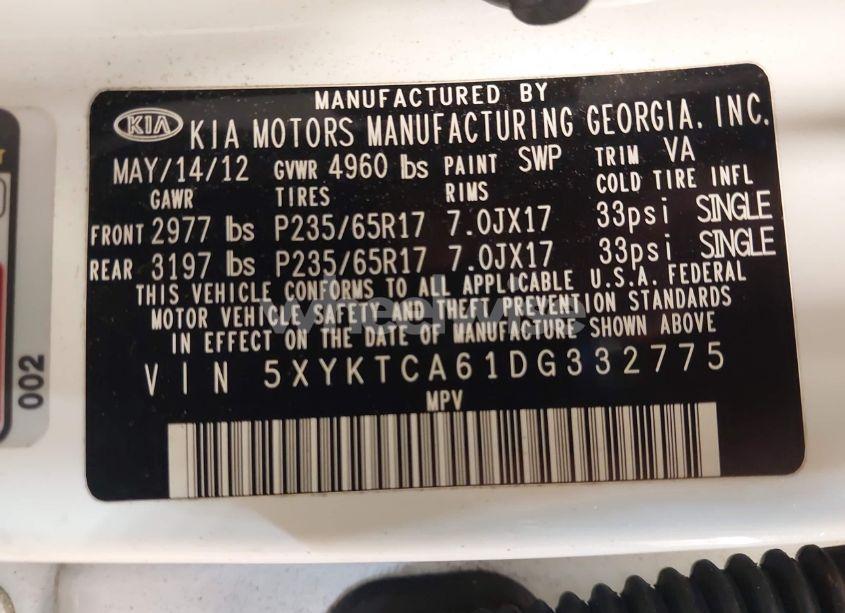 MANUFACTURED BY
KIA KIA MOTORS MANUFACTURING GEORGIA, INC.
MAY/14/12 GVWR 4960 lbs PAINT SWP TRIM VA
GAWR TIRES RIMS COLD TIRE INFL
FRONT 2977 lbs P235/65R17 7.0JX17 33psi SINGLE
REAR 3197 lbs P235/65R17 7.0JX17 33psi SINGLE
THIS VEHICLE CONFORMS TO ALL APPLICABLE U.S.A. FEDERAL
MOTOR VEHICLE SAFETY AND THEFT PREVENTION STANDARDS
IN EFFECT ON THE DATE OF MANUFACTURE SHOWN ABOVE
VIN 5XYKTCA61DG332775
MPV
002